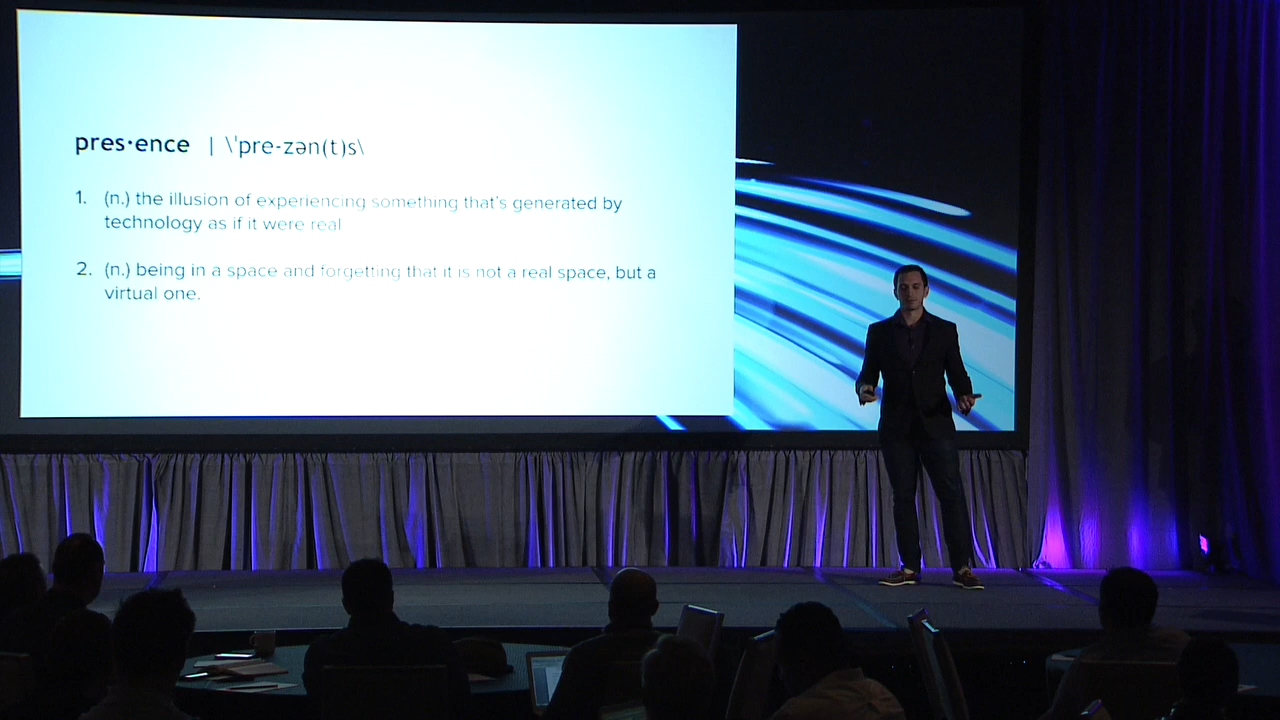 pres·ence | \'pre-zən(t)s\
1. (n.) the illusion of experiencing something that's generated by
technology as if it were real
2. (n.) being in a space and forgetting that it is not a real space, but a
virtual one.